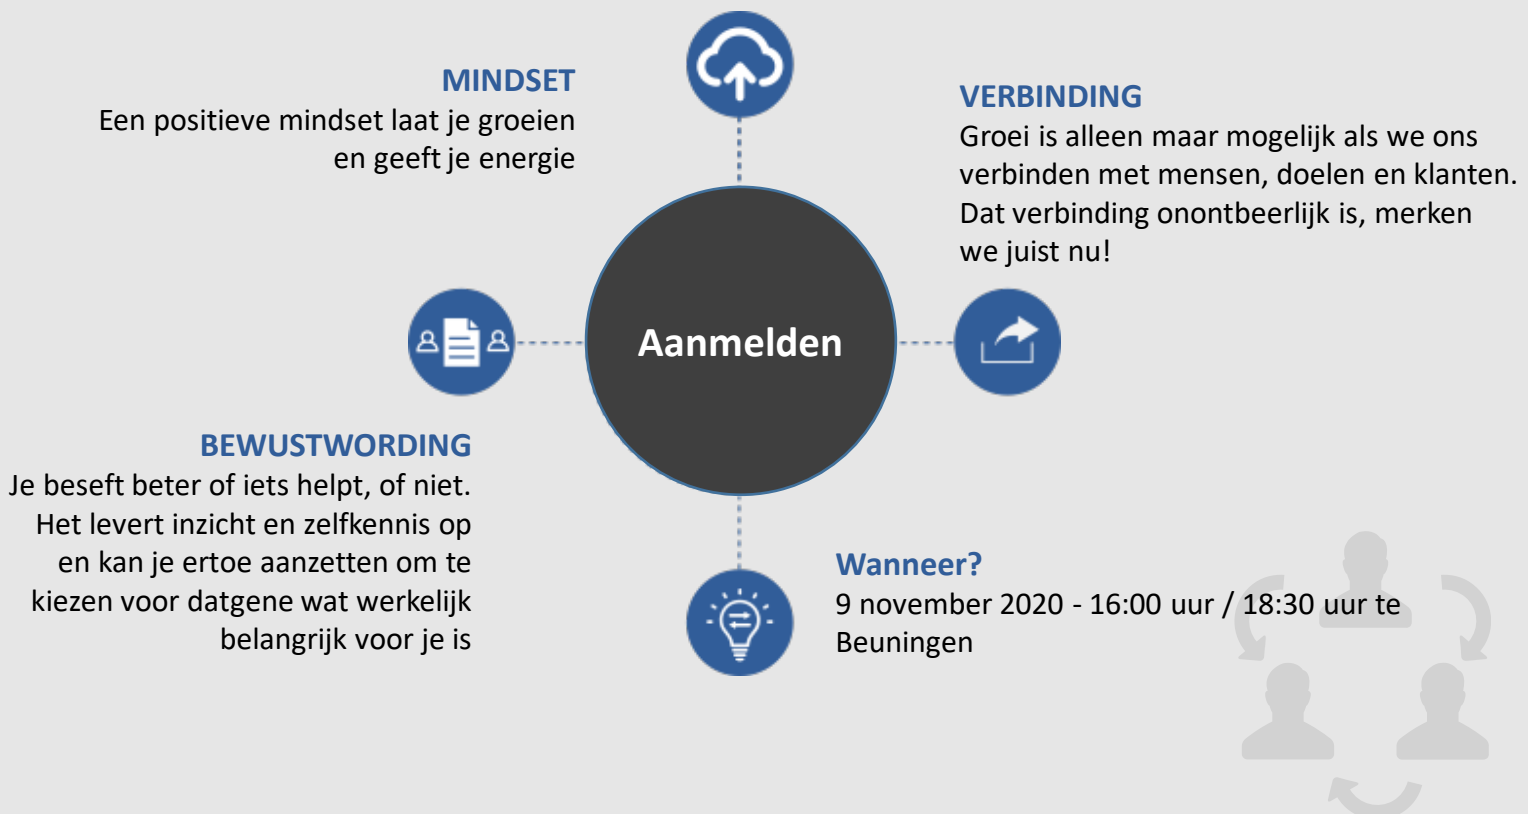 MINDSET
Een positieve mindset laat je groeien
en geeft je energie
VERBINDING
Groei is alleen maar mogelijk als we ons
verbinden met mensen, doelen en klanten.
Dat verbinding onontbeerlijk is, merken
we juist nu!
Aanmelden
BEWUSTWORDING
Je beseft beter of iets helpt, of niet.
Het levert inzicht en zelfkennis op
en kan je ertoe aanzetten om te
kiezen voor datgene wat werkelijk
belangrijk voor je is
Wanneer?
9 november 2020 - 16:00 uur / 18:30 uur te
Beuningen